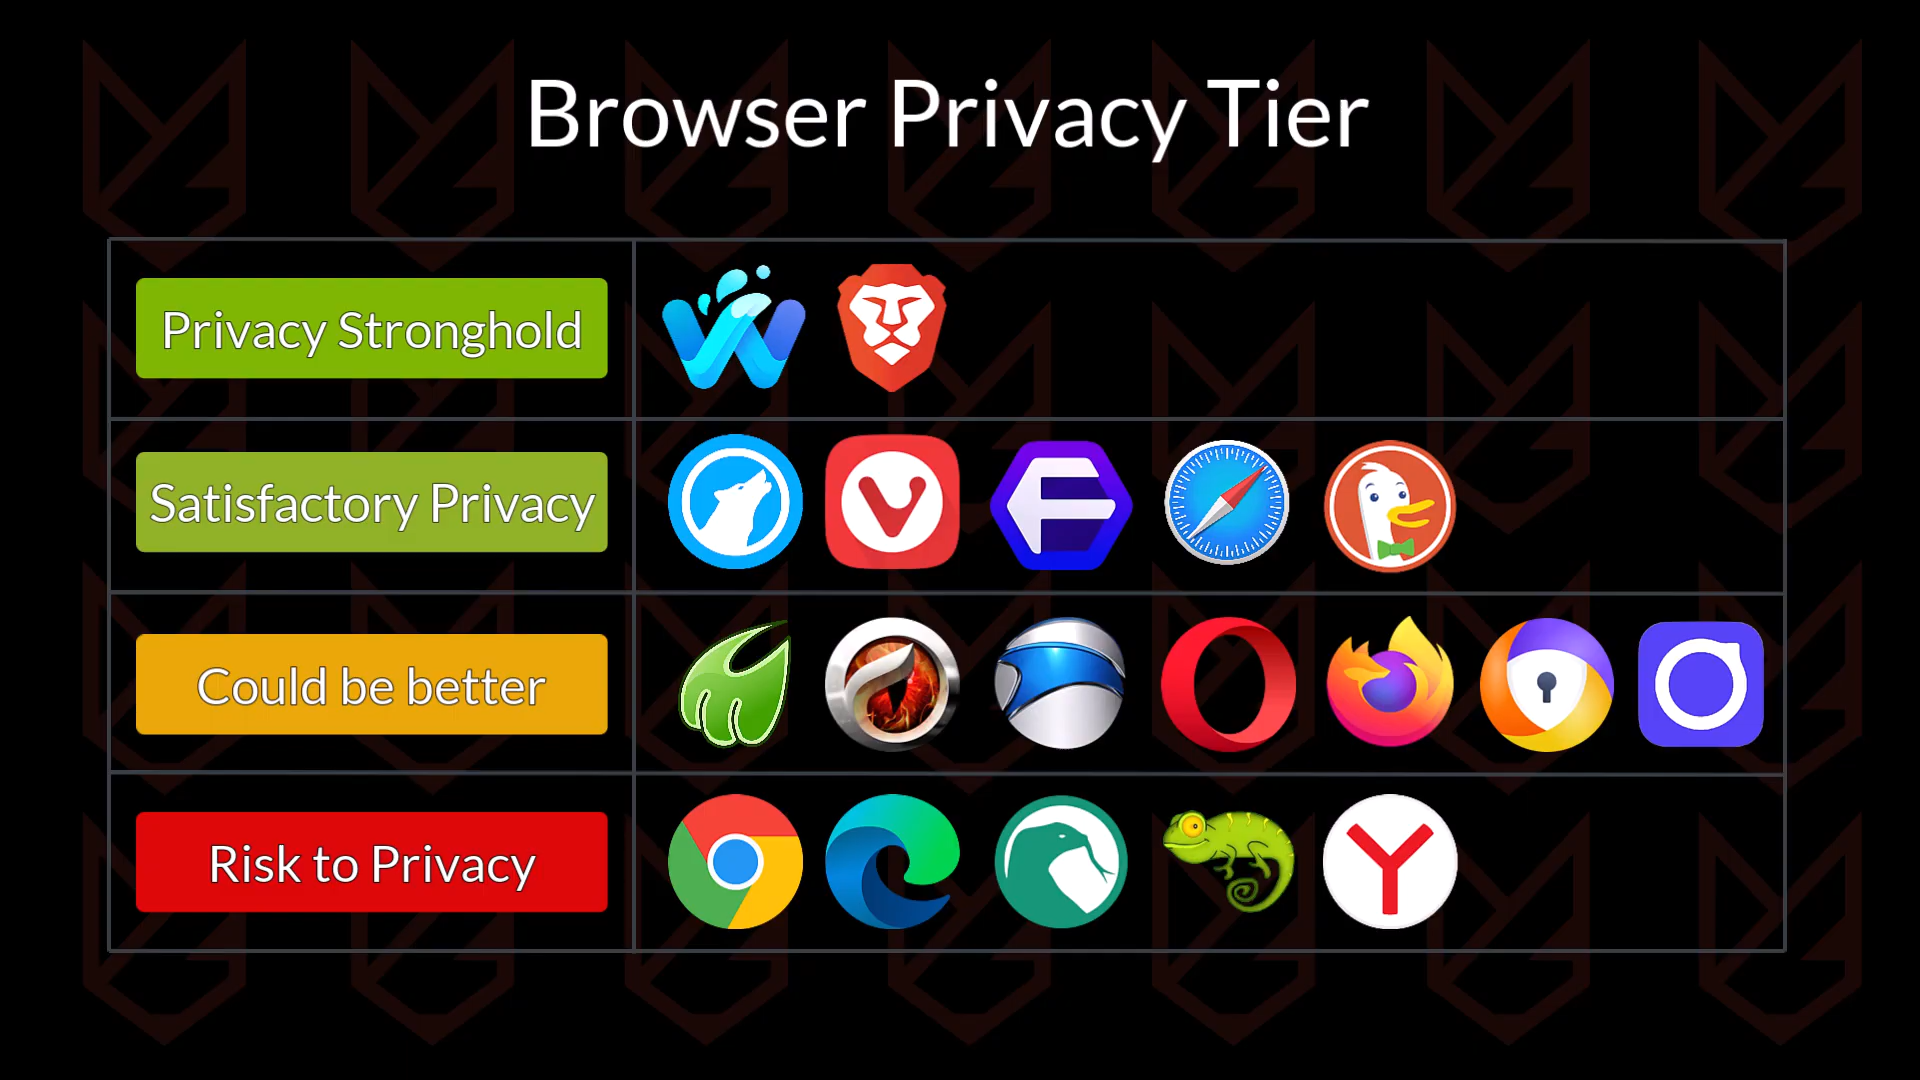 Browser Privacy Tier
Privacy Stronghold
Satisfactory Privacy
Could be better
Risk to Privacy